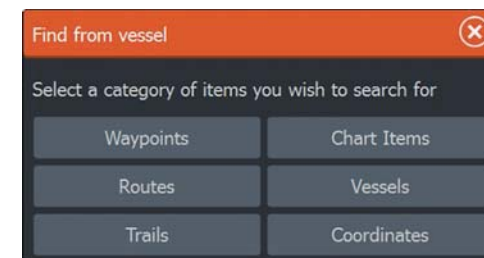 Find from vessel
Select a category of items you wish to search for
Waypoints Chart Items
Routes Vessels
Trails Coordinates